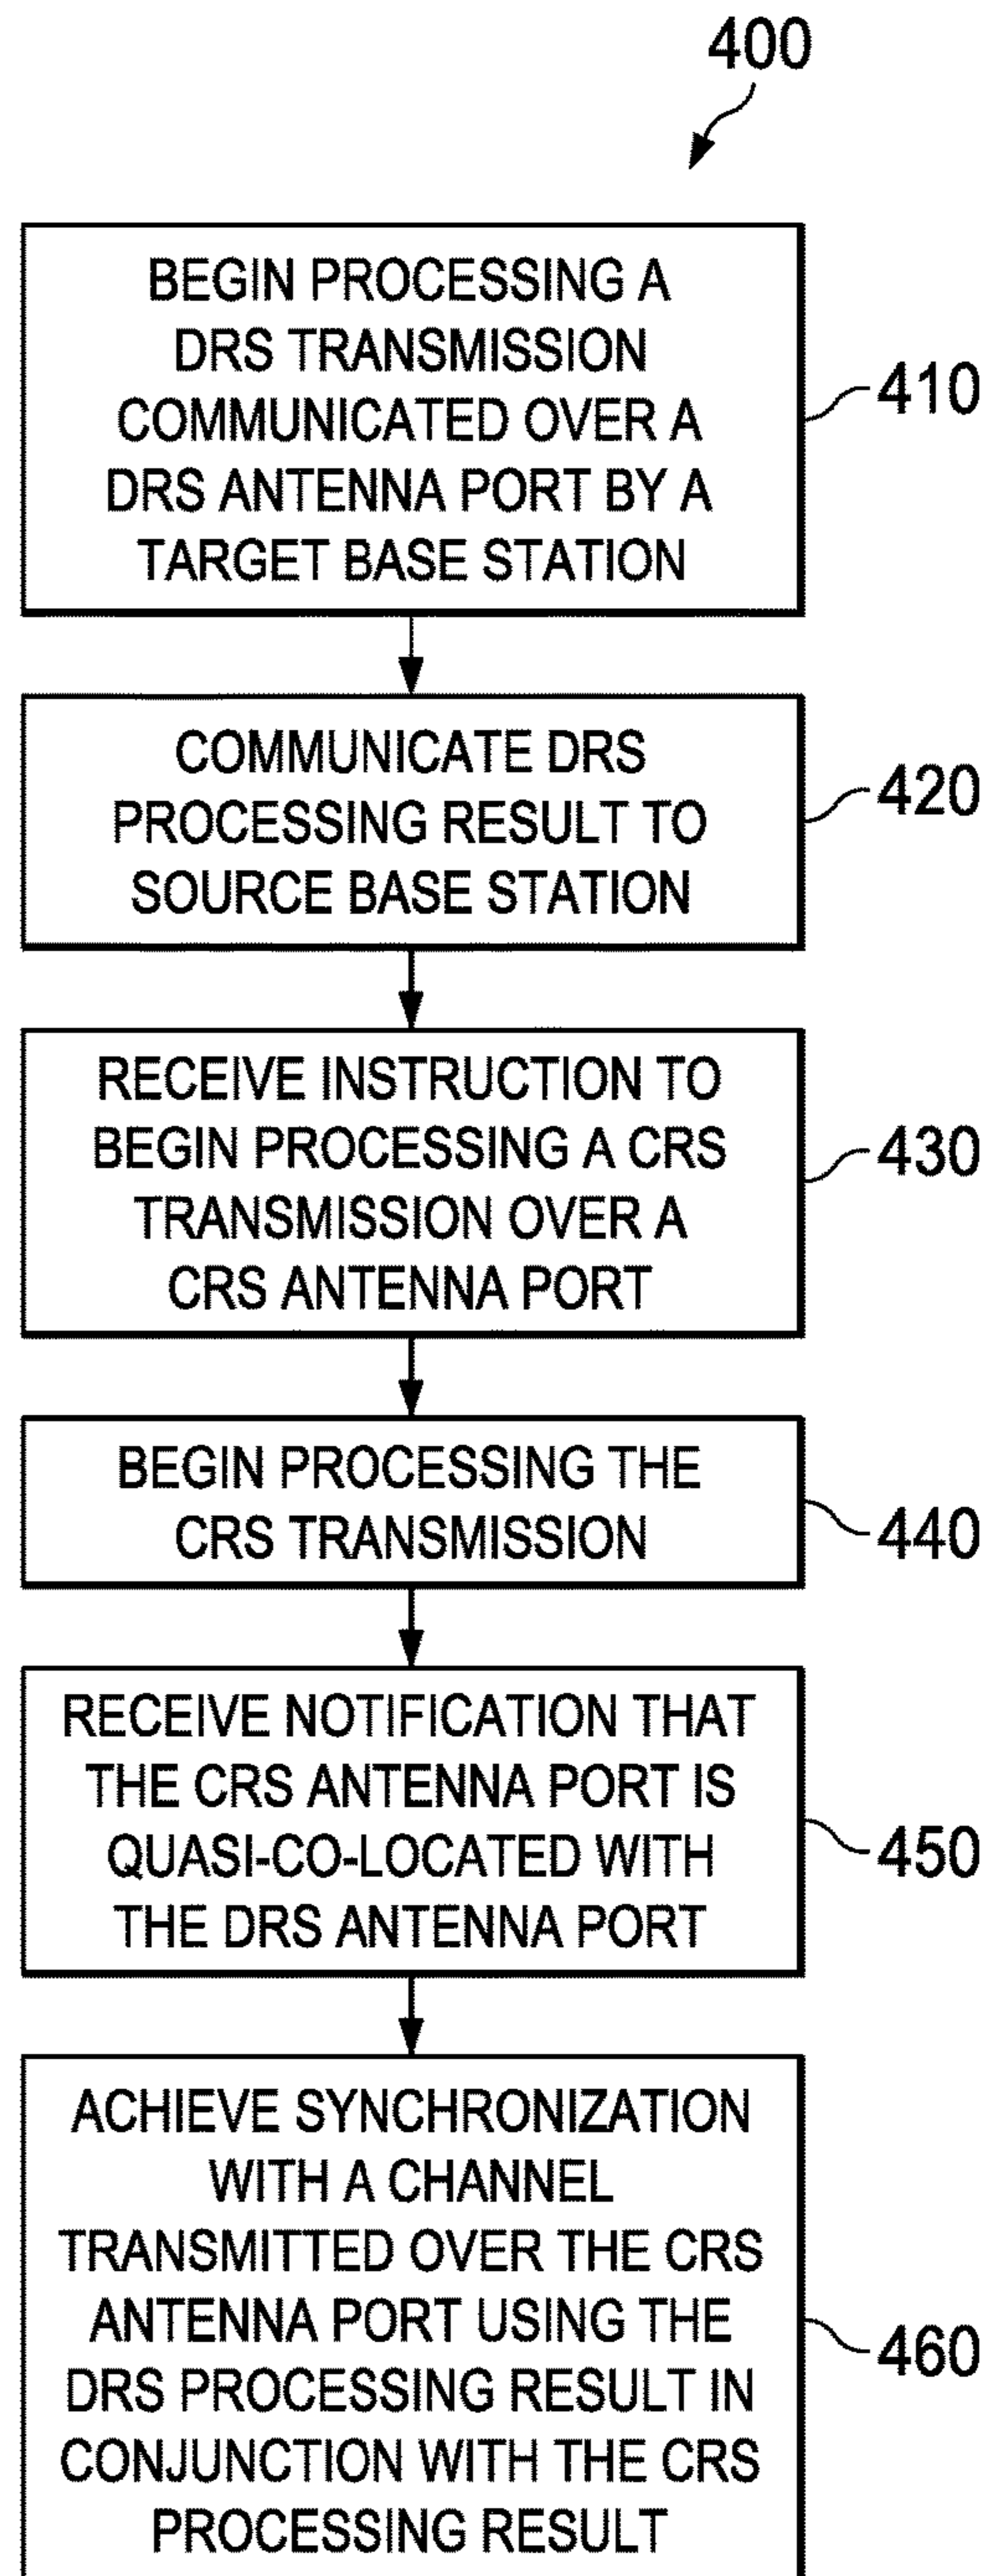 400
BEGIN PROCESSING A
DRS TRANSMISSION
COMMUNICATED OVER A
DRS ANTENNA PORT BY A
TARGET BASE STATION
410
COMMUNICATE DRS
PROCESSING RESULT TO
SOURCE BASE STATION
420
RECEIVE INSTRUCTION TO
BEGIN PROCESSING A CRS
TRANSMISSION OVER A
CRS ANTENNA PORT
430
BEGIN PROCESSING THE
CRS TRANSMISSION
440
RECEIVE NOTIFICATION THAT
THE CRS ANTENNA PORT IS
QUASI-CO-LOCATED WITH
THE DRS ANTENNA PORT
450
ACHIEVE SYNCHRONIZATION
WITH A CHANNEL
TRANSMITTED OVER THE CRS
ANTENNA PORT USING THE
DRS PROCESSING RESULT IN
CONJUNCTION WITH THE CRS
PROCESSING RESULT
460